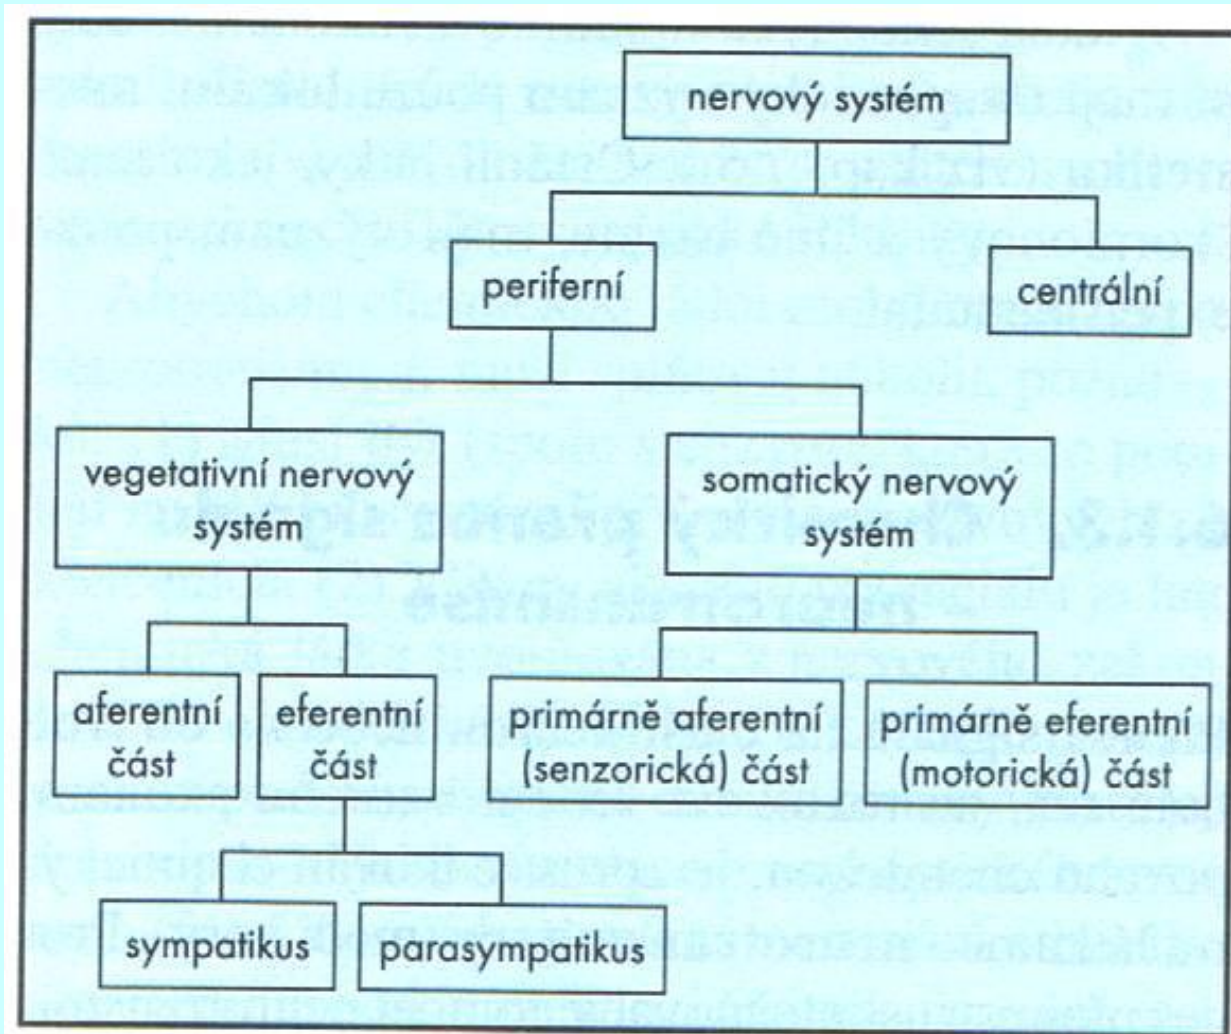 nervový systém
periferní
centrální
vegetativní nervový
systém
somatický nervový
systém
aferentní
část
eferentní
část
primárně aferentní
(senzorická) část
primárně eferentní
(motorická) část
sympatikus
parasympatikus